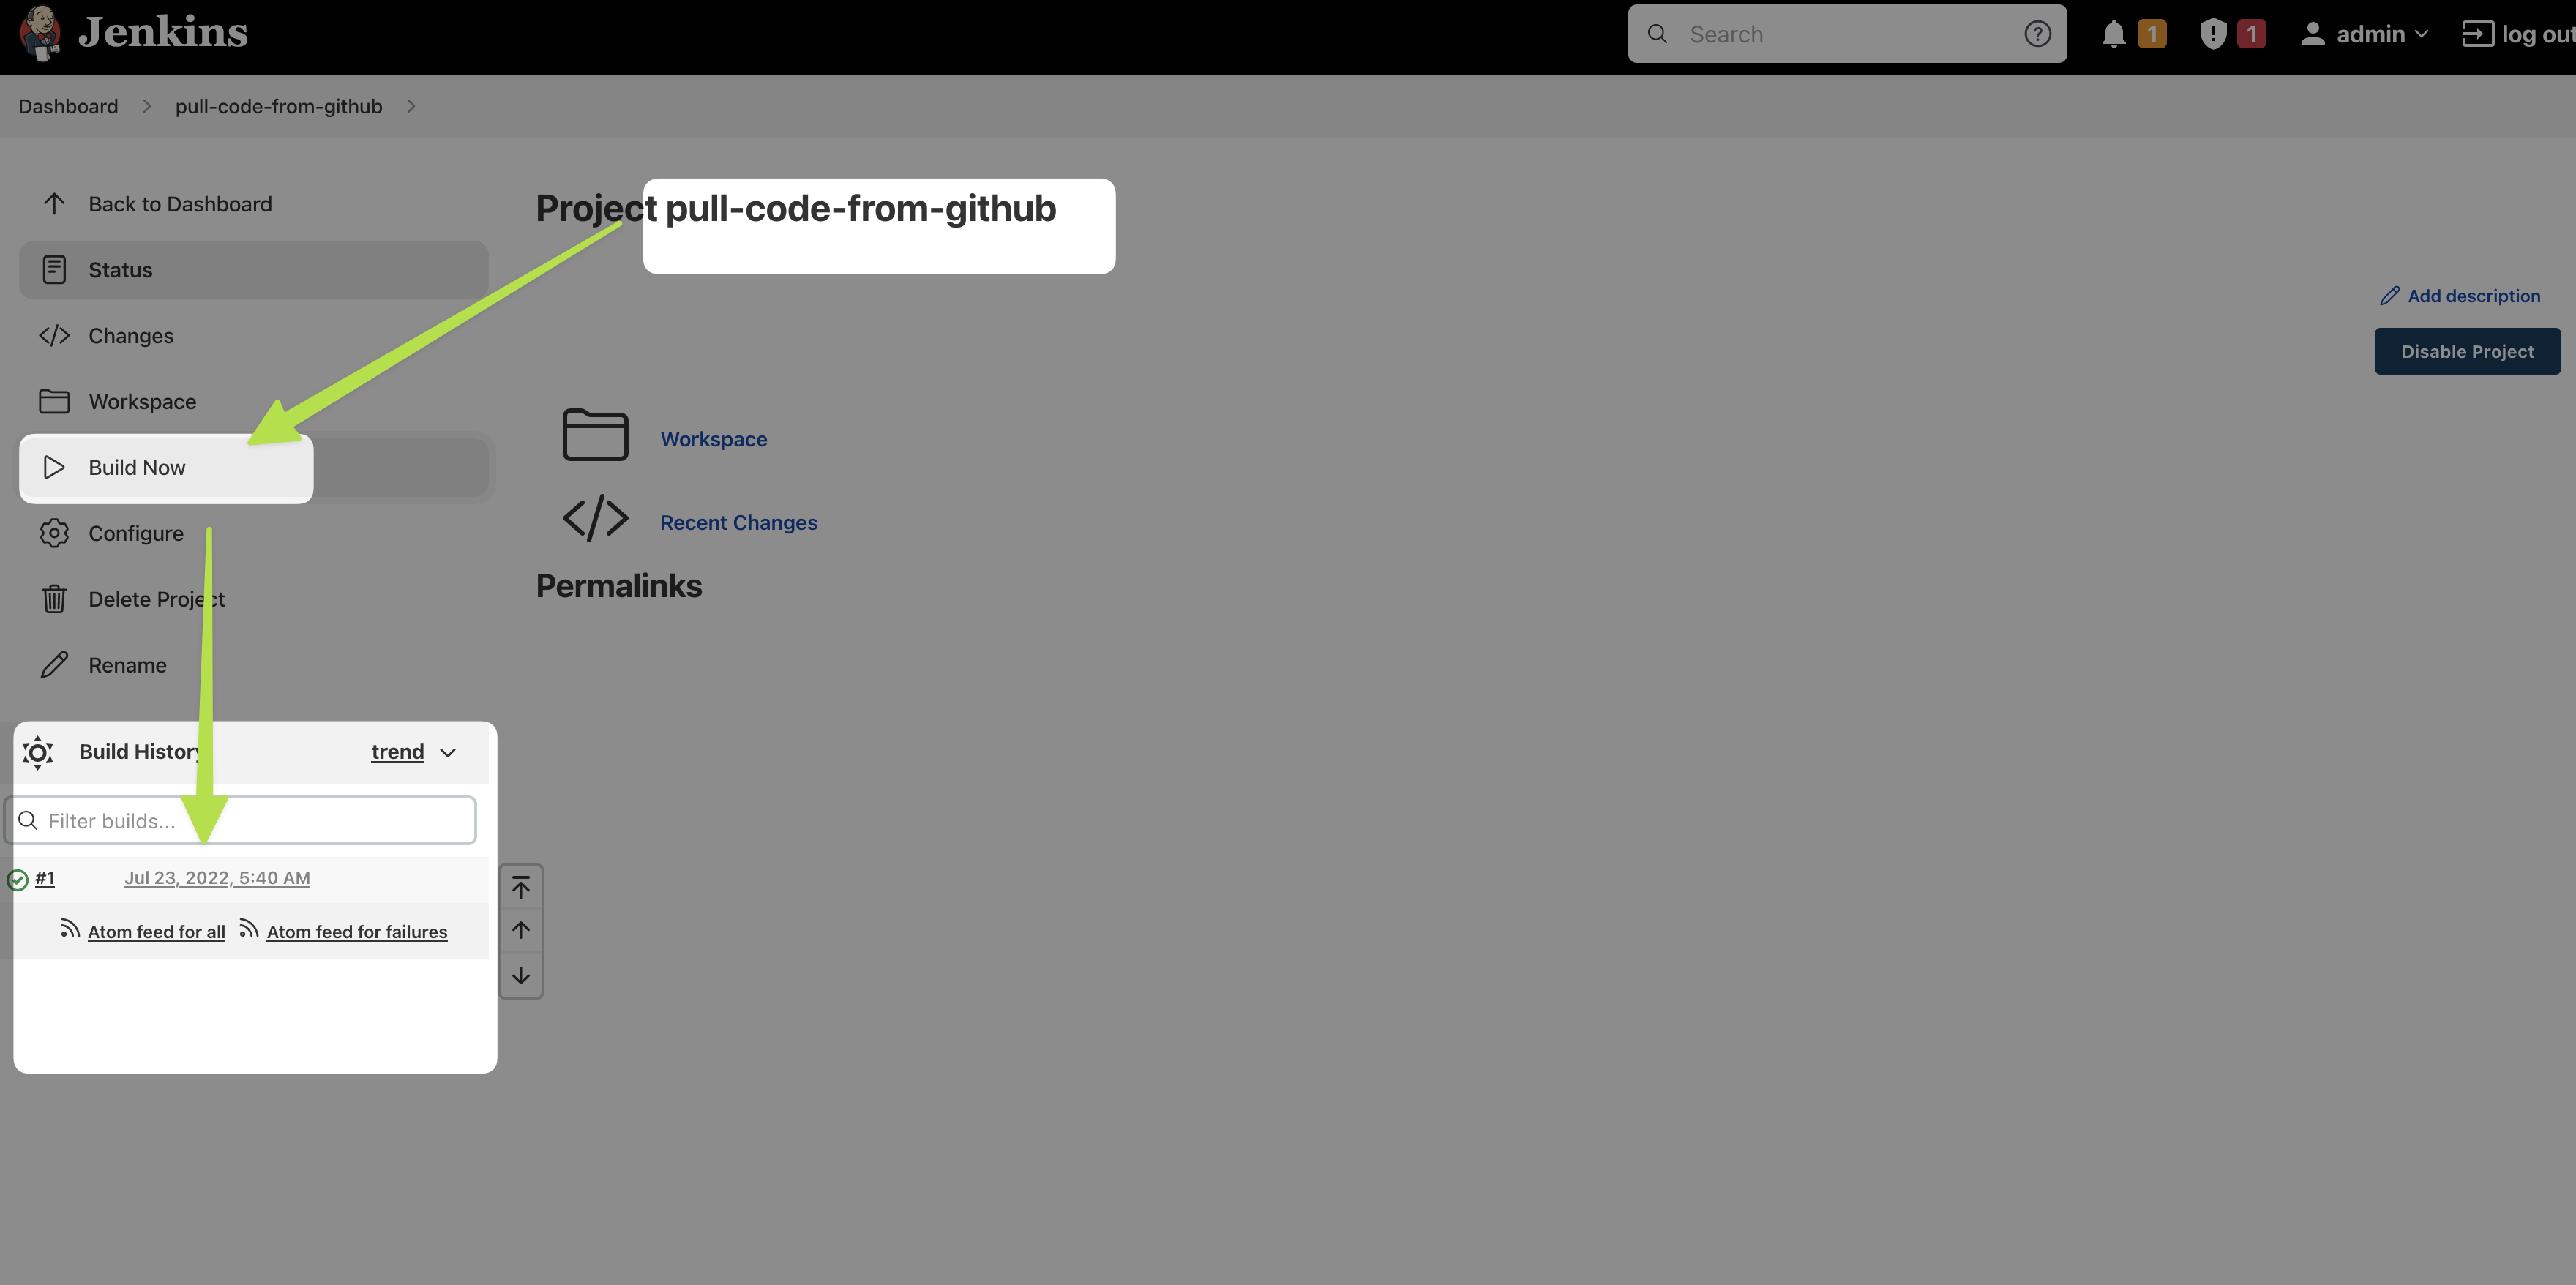 Jenkins
Search
1
1
admin
log out
Dashboard
pull-code-from-github
Back to Dashboard
Status
Changes
Workspace
Build Now
Configure
Delete Project
Rename
Build History
trend
Filter builds...
#1 Jul 23, 2022, 5:40 AM
Atom feed for all Atom feed for failures
Project pull-code-from-github
Add description
Disable Project
Workspace
Recent Changes
Permalinks